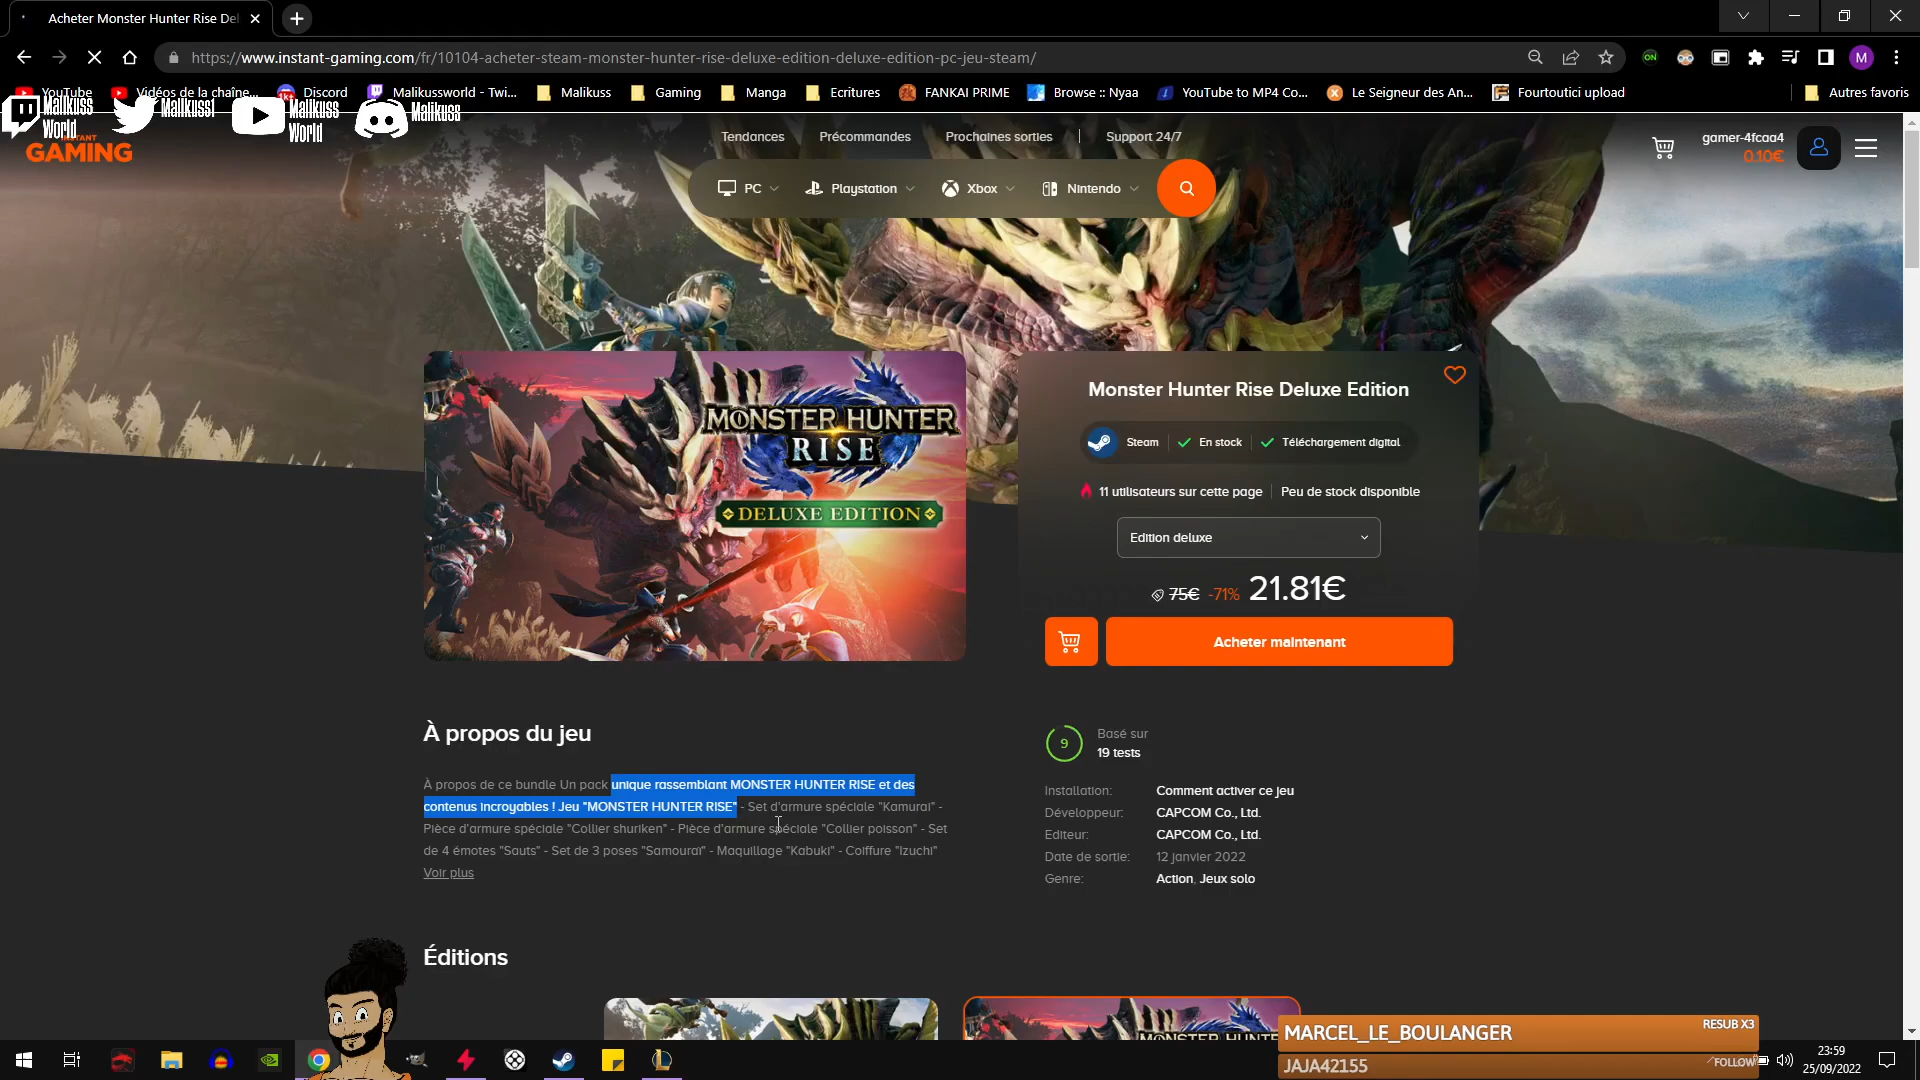 Acheter Monster Hunter Rise Del
https://www.instant-gaming.com/fr/10104-acheter-steam-monster-hunter-rise-deluxe-edition-deluxe-edition-pc-jeu-steam/
ON
M
YouTube
Vidéos de la chaîne...
Discord
Malikussworld - Twi...
Malikuss
Gaming
Manga
Ecritures
FANKAI PRIME
Browse :: Nyaa
YouTube to MP4 Co...
Le Seigneur des An...
Fourtoutici upload
Autres favoris
Malikuss World
Malikuss1
Malikuss World
Malikuss
INSTANT GAMING
Tendances
Précommandes
Prochaines sorties
Support 24/7
gamer-4fcaa4
0.10€
PC
Playstation
Xbox
Nintendo
MONSTER HUNTER
RISE
DELUXE EDITION
Monster Hunter Rise Deluxe Edition
Steam
En stock
Téléchargement digital
11 utilisateurs sur cette page
Peu de stock disponible
Edition deluxe
75€ -71% 21.81€
Acheter maintenant
À propos du jeu
À propos de ce bundle Un pack unique rassemblant MONSTER HUNTER RISE et des
contenus incroyables ! Jeu "MONSTER HUNTER RISE" - Set d'armure spéciale "Kamurai" -
Pièce d'armure spéciale "Collier shuriken" - Pièce d'armure spéciale "Collier poisson" - Set
de 4 émotes "Sauts" - Set de 3 poses "Samouraï" - Maquillage "Kabuki" - Coiffure "Izuchi"
Voir plus
9
Basé sur
19 tests
Installation: Comment activer ce jeu
Développeur: CAPCOM Co., Ltd.
Editeur: CAPCOM Co., Ltd.
Date de sortie: 12 janvier 2022
Genre: Action, Jeux solo
Éditions
MARCEL_LE_BOULANGER
RESUB X3
JAJA42155
FOLLOW
23:59
25/09/2022